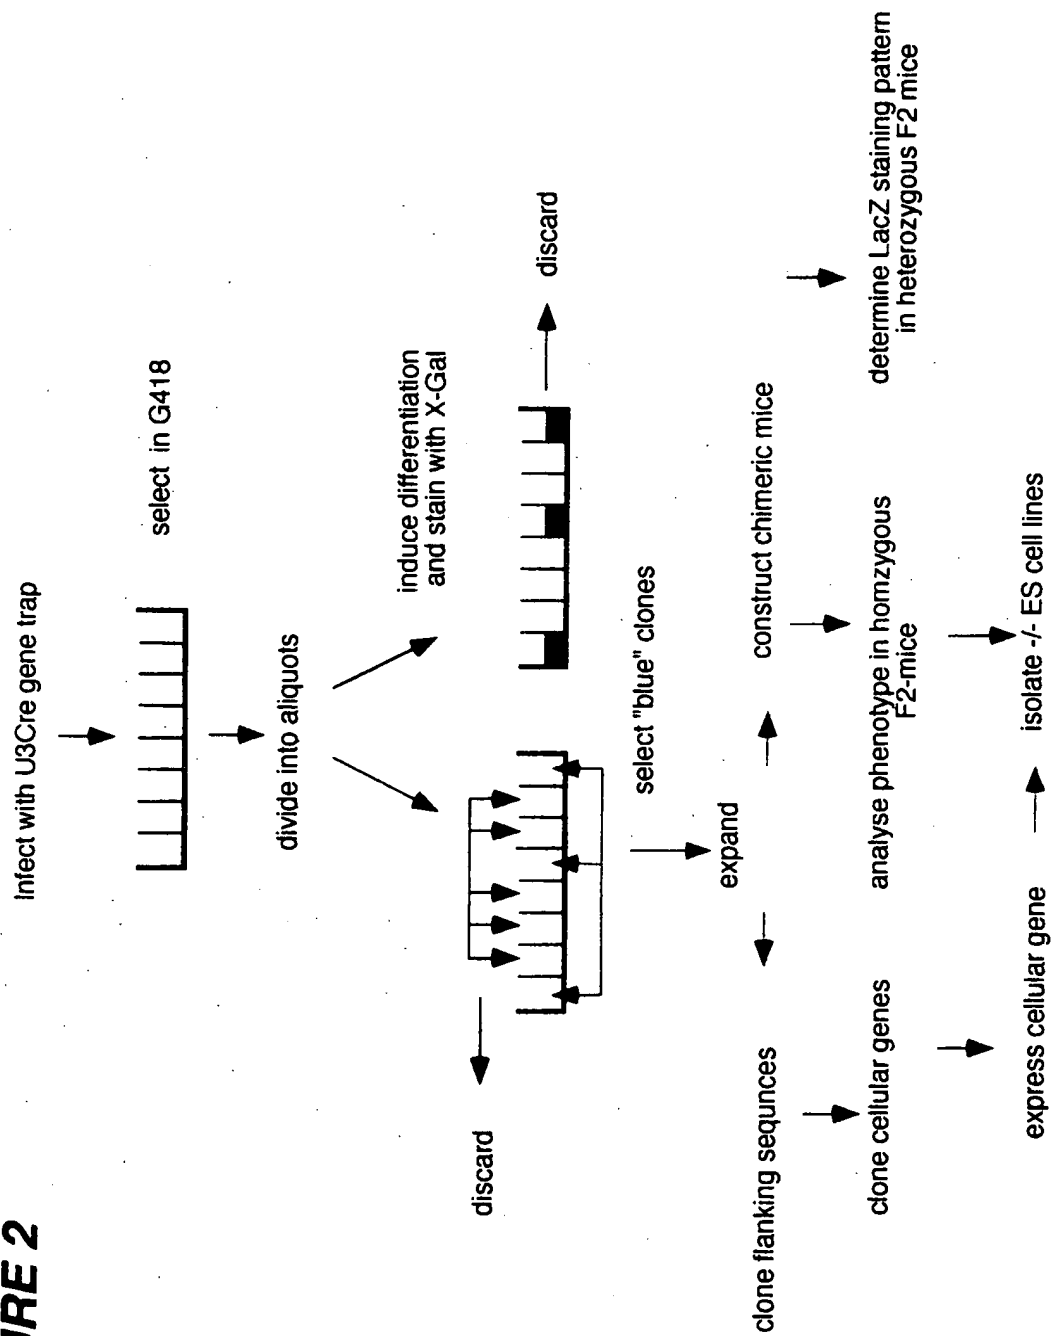 RE 2
Infect with U3Cre gene trap
select in G418
divide into aliquots
induce differentiation
and stain with X-Gal
discard
discard
select "blue" clones
expand
clone flanking sequnces
construct chimeric mice
clone cellular genes
analyse phenotype in homzygous
F2-mice
determine LacZ staining pattern
in heterozygous F2 mice
express cellular gene
isolate -/- ES cell lines